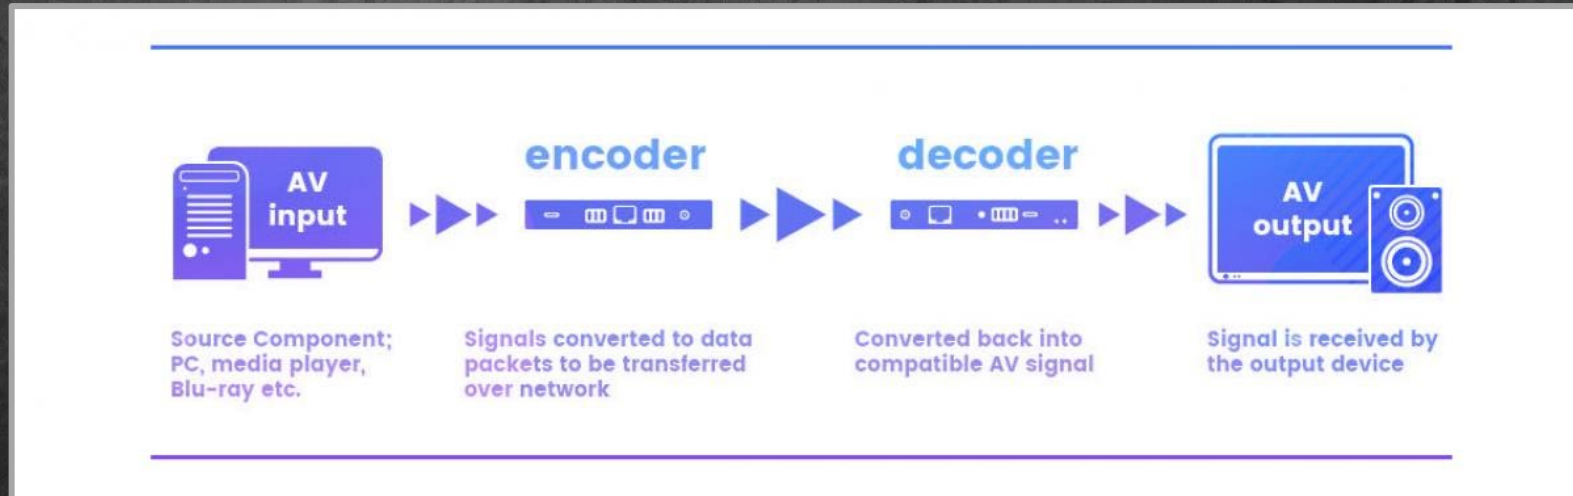 encoder
decoder
AV
input
AV
output
Source Component;
PC, media player,
Blu-ray etc.
Signals converted to data
packets to be transferred
over network
Converted back into
compatible AV signal
Signal is received by
the output device